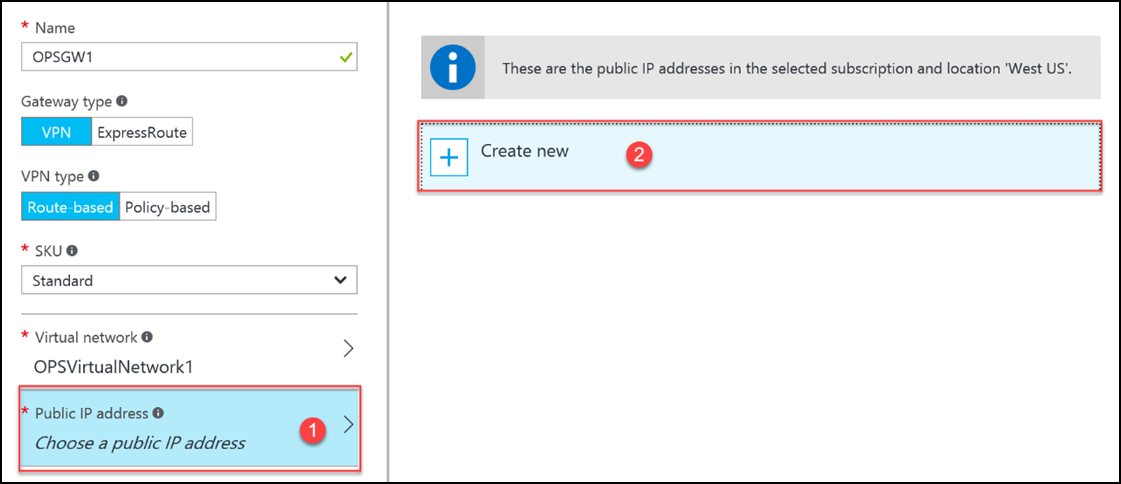 * Name
OPSGW1
Gateway type
VPN ExpressRoute
VPN type
Route-based Policy-based
* SKU
Standard
* Virtual network
OPSVirtualNetwork1
* Public IP address
Choose a public IP address
1
These are the public IP addresses in the selected subscription and location 'West US'.
Create new
2